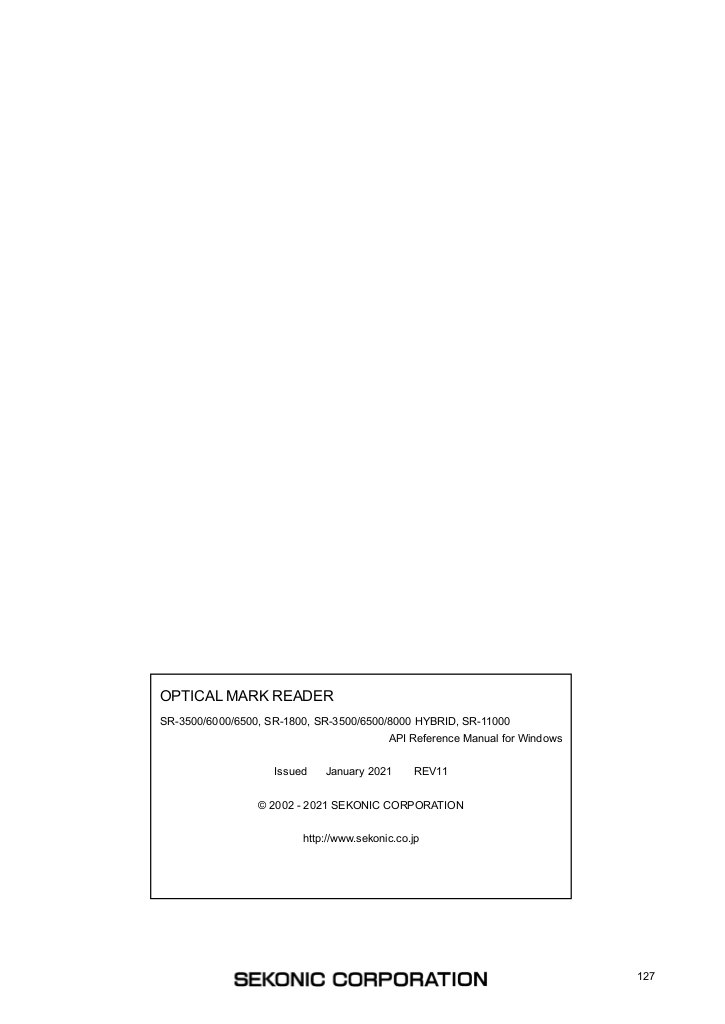 OPTICAL MARK READER
SR-3500/6000/6500, SR-1800, SR-3500/6500/8000 HYBRID, SR-11000
API Reference Manual for Windows
Issued January 2021 REV11
© 2002 - 2021 SEKONIC CORPORATION
http://www.sekonic.co.jp
SEKONIC CORPORATION
127